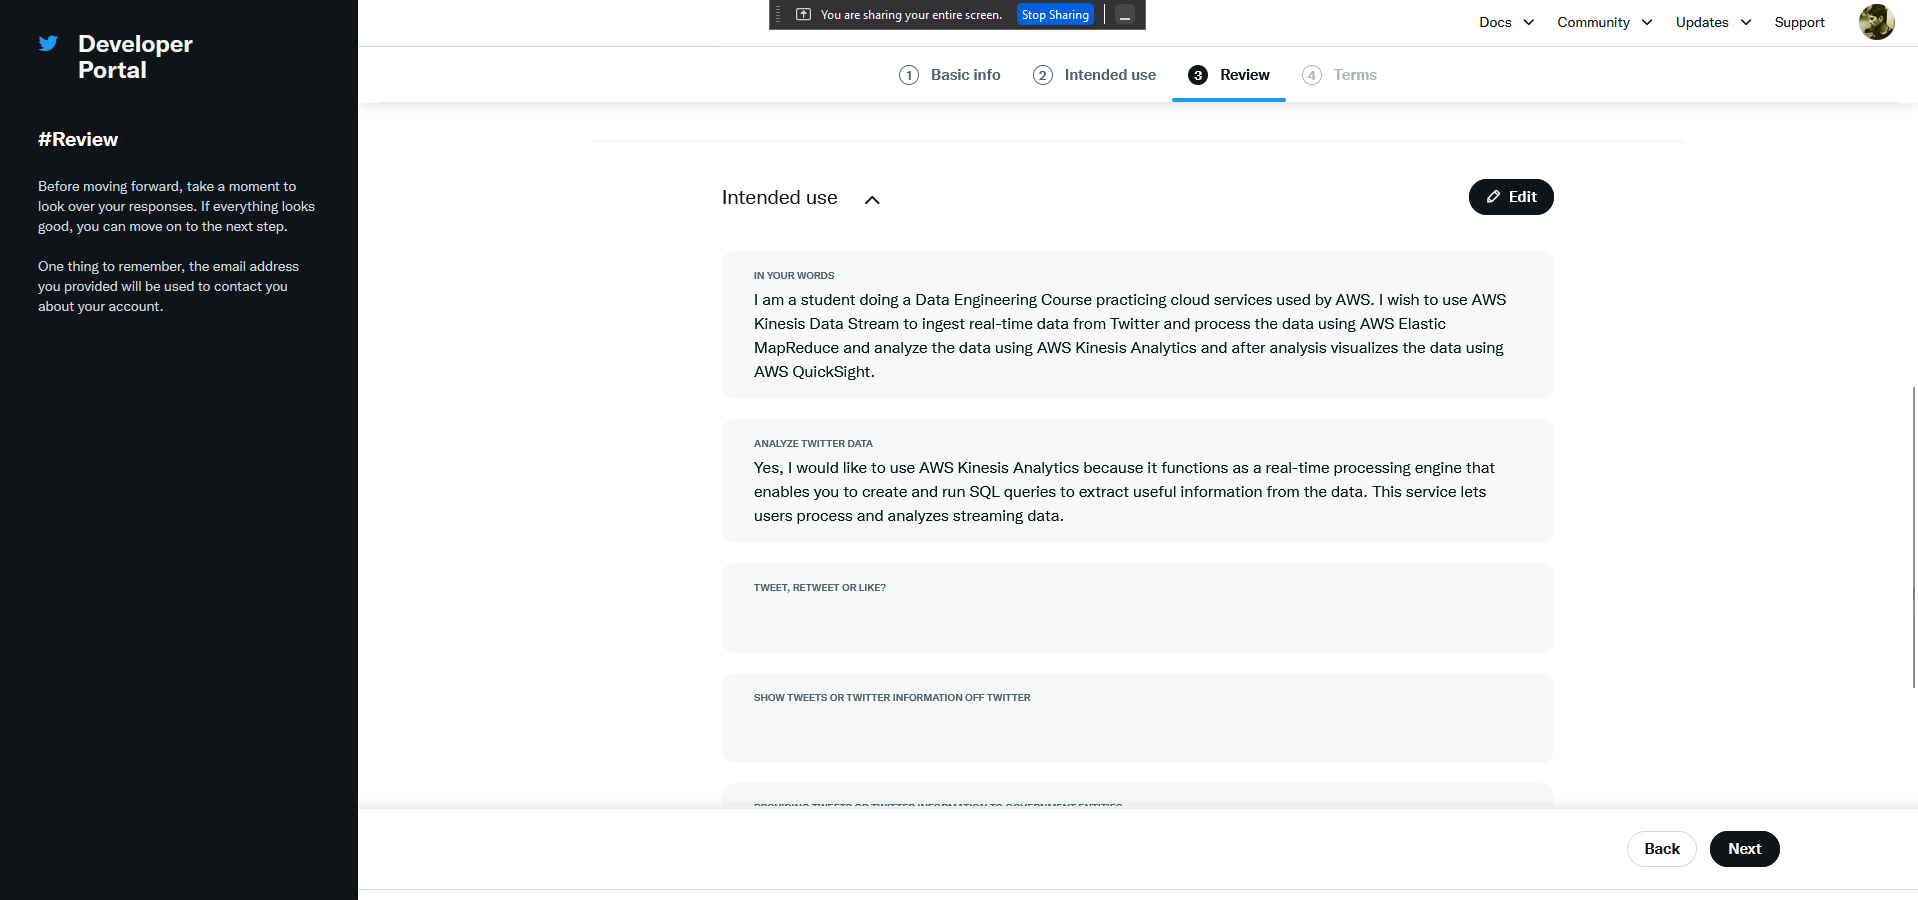 You are sharing your entire screen.
Stop Sharing
Docs
Community
Updates
Support
Developer
Portal
1 Basic info
2 Intended use
3 Review
4 Terms
#Review
Before moving forward, take a moment to
look over your responses. If everything looks
good, you can move on to the next step.
One thing to remember, the email address
you provided will be used to contact you
about your account.
Intended use
Edit
IN YOUR WORDS
I am a student doing a Data Engineering Course practicing cloud services used by AWS. I wish to use AWS
Kinesis Data Stream to ingest real-time data from Twitter and process the data using AWS Elastic
MapReduce and analyze the data using AWS Kinesis Analytics and after analysis visualizes the data using
AWS QuickSight.
ANALYZE TWITTER DATA
Yes, I would like to use AWS Kinesis Analytics because it functions as a real-time processing engine that
enables you to create and run SQL queries to extract useful information from the data. This service lets
users process and analyzes streaming data.
TWEET, RETWEET OR LIKE?
SHOW TWEETS OR TWITTER INFORMATION OFF TWITTER
PROVIDING TWEETS OR TWITTER INFORMATION TO GOVERNMENT ENTITIES
Back
Next